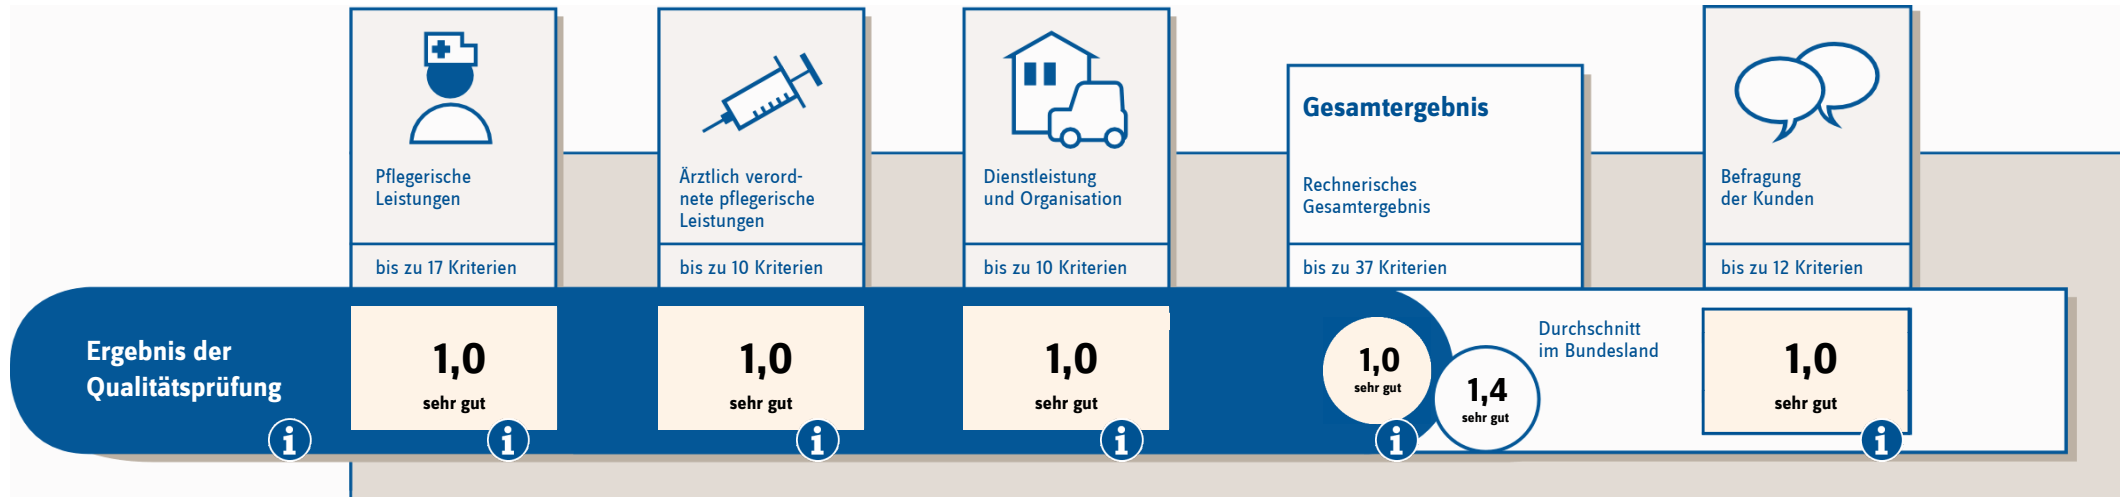 Pflegerische
Leistungen
bis zu 17 Kriterien
Ärztlich verord-
nete pflegerische
Leistungen
bis zu 10 Kriterien
Dienstleistung
und Organisation
bis zu 10 Kriterien
Gesamtergebnis
Rechnerisches
Gesamtergebnis
bis zu 37 Kriterien
Befragung
der Kunden
bis zu 12 Kriterien
Ergebnis der
Qualitätsprüfung
i
1,0
sehr gut
i
1,0
sehr gut
i
1,0
sehr gut
i
1,0
sehr gut
i
1,4
sehr gut
Durchschnitt
im Bundesland
1,0
sehr gut
i